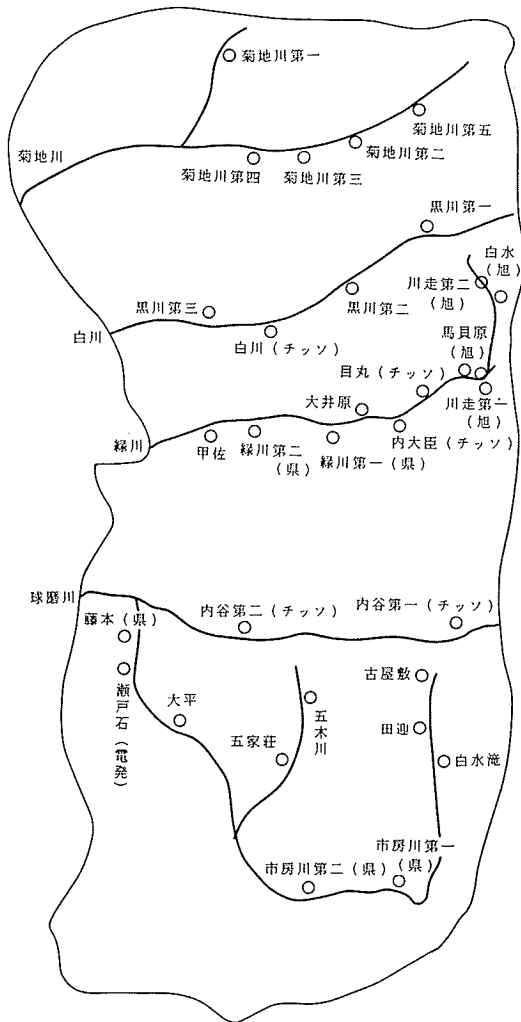 菊地川第一
菊地川
菊地川第五
菊地川第二
菊地川第三
菊地川第四
黒川第一
白水
(旭)
川走第二
(旭)
黒川第三
黒川第二
白川
白川(チッソ)
馬貝原
(旭)
目丸(チッソ)
川走第一
(旭)
大井原
内大臣(チッソ)
緑川
甲佐
緑川第二
(県)
緑川第一(県)
球磨川
藤本(県)
内谷第二(チッソ)
内谷第一(チッソ)
瀬戸石(電発)
大平
五木川
五家荘
古屋敷
田迎
白水滝
市房川第一
(県)
市房川第二(県)